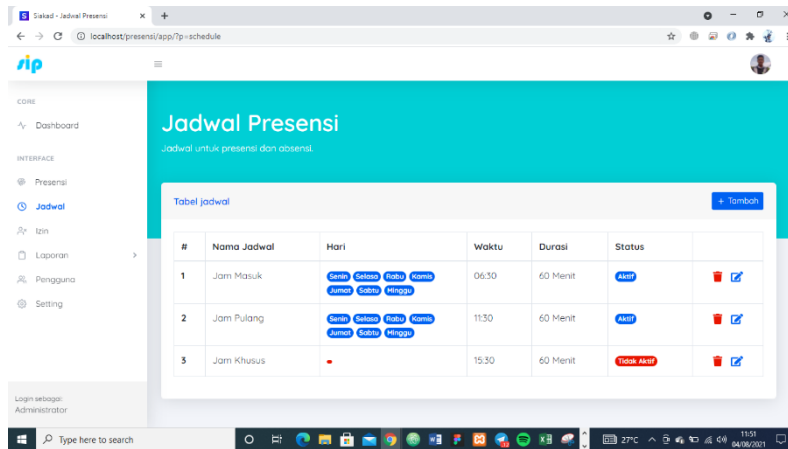 Siakad - Jadwal Presensi
localhost/presensi/app/?p=schedule
sip
CORE
Dashboard
INTERFACE
Presensi
Jadwal
Izin
Laporan
Pengguna
Setting
Login sebagai:
Administrator
Jadwal Presensi
Jadwal untuk presensi dan absensi.
Tabel jadwal
+ Tambah
# Nama Jadwal Hari Waktu Durasi Status
1 Jam Masuk Senin Selasa Rabu Kamis 06:30 60 Menit Aktif
Jumat Sabtu Minggu
2 Jam Pulang Senin Selasa Rabu Kamis 11:30 60 Menit Aktif
Jumat Sabtu Minggu
3 Jam Khusus 15:30 60 Menit Tidak Aktif
Type here to search
27°C
11:51
04/08/2021